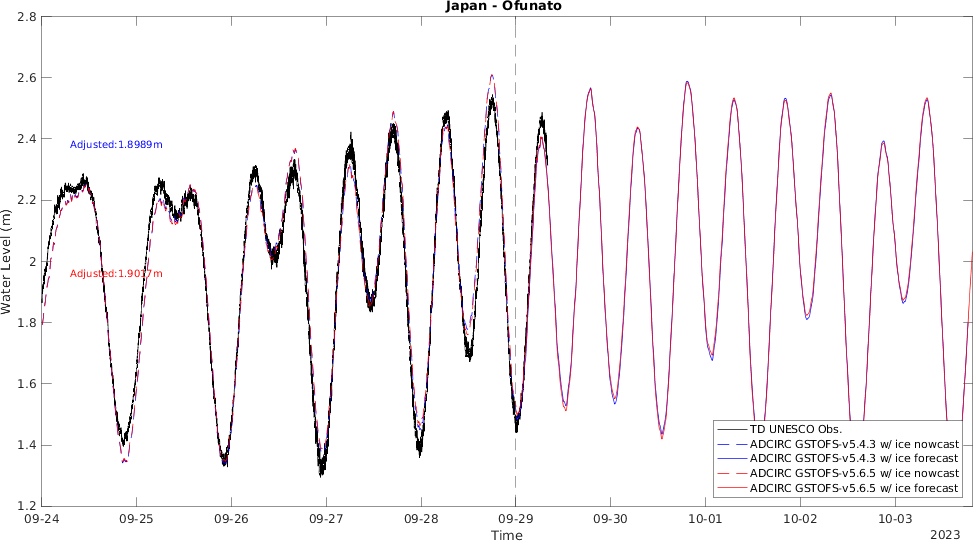 Japan - Ofunato
2.8
2.6
2.4
2.2
2
1.8
1.6
1.4
1.2
Water Level (m)
Adjusted:1.8989m
Adjusted:1.9017m
TD UNESCO Obs.
ADCIRC GSTOFS-v5.4.3 w/ ice nowcast
ADCIRC GSTOFS-v5.4.3 w/ ice forecast
ADCIRC GSTOFS-v5.6.5 w/ ice nowcast
ADCIRC GSTOFS-v5.6.5 w/ ice forecast
09-24 09-25 09-26 09-27 09-28 09-29 09-30 10-01 10-02 10-03
Time
2023